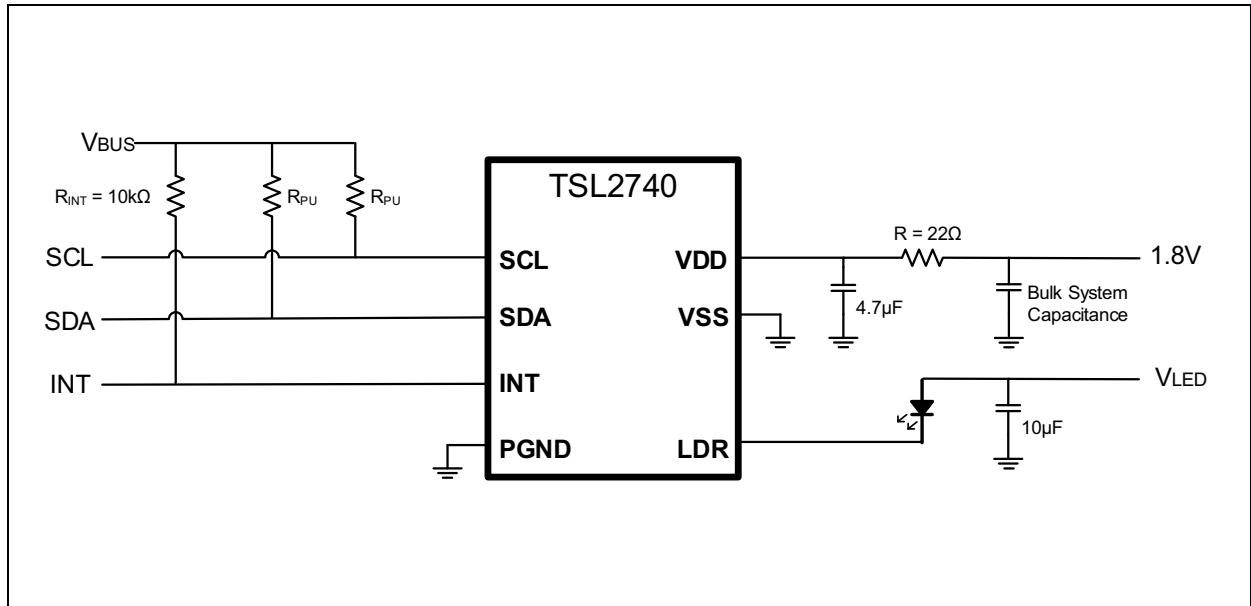 VBUS
RINT = 10kΩ
RPU
RPU
SCL
SDA
INT
TSL2740
SCL
SDA
INT
PGND
VDD
VSS
LDR
R = 22Ω
1.8V
4.7µF
Bulk System
Capacitance
VLED
10µF